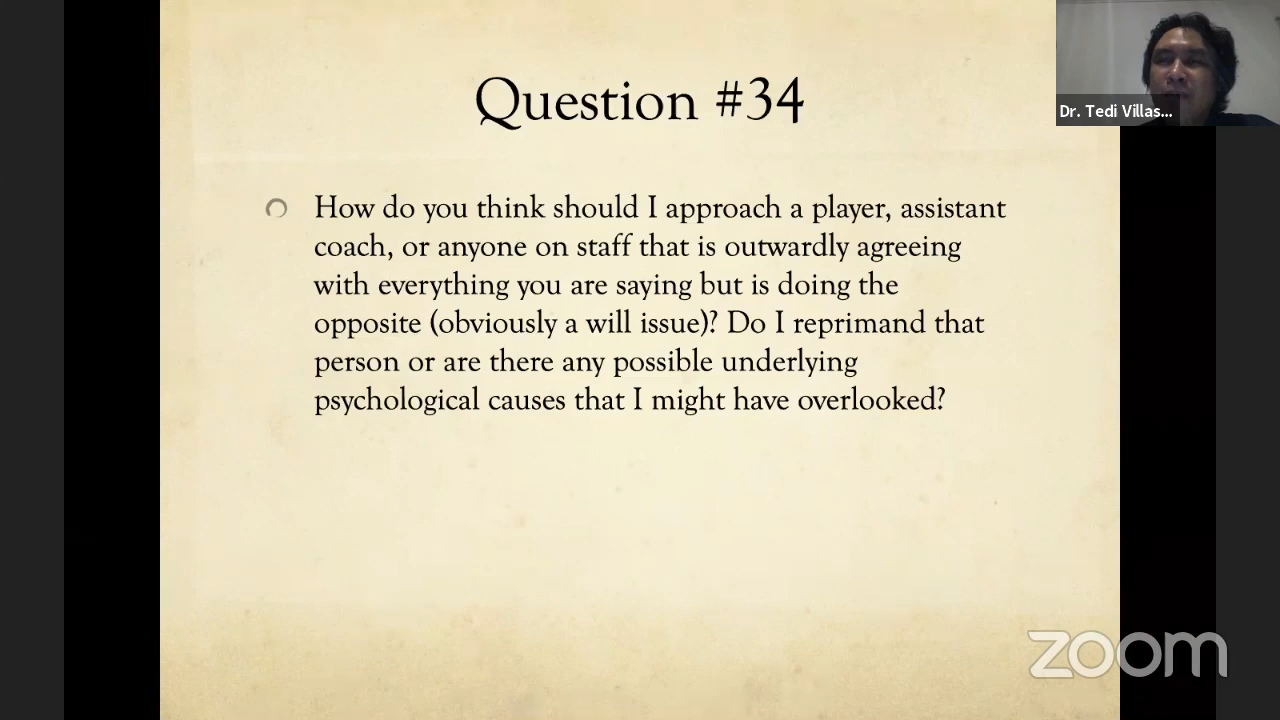 Question #34
Dr. Tedi Villas...
How do you think should I approach a player, assistant
coach, or anyone on staff that is outwardly agreeing
with everything you are saying but is doing the
opposite (obviously a will issue)? Do I reprimand that
person or are there any possible underlying
psychological causes that I might have overlooked?
zoom